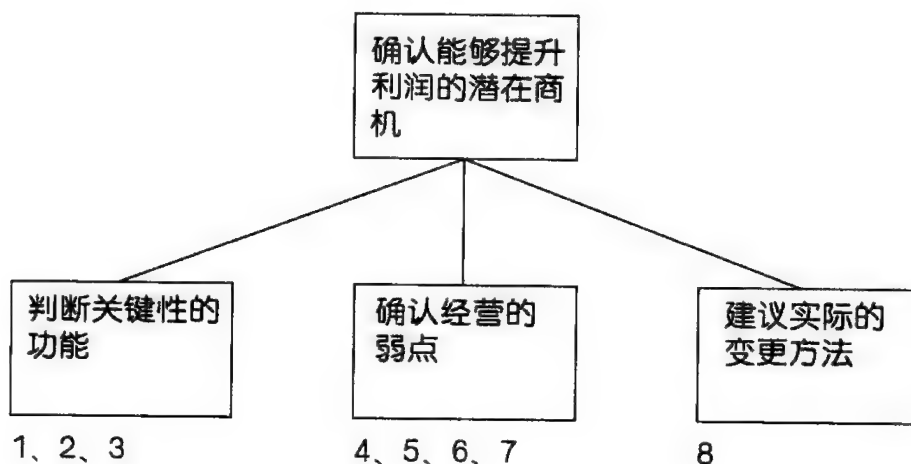 确认能够提升
利润的潜在商
机
判断关键性的
功能
确认经营的
弱点
建议实际的
变更方法
1、2、3
4、5、6、7
8